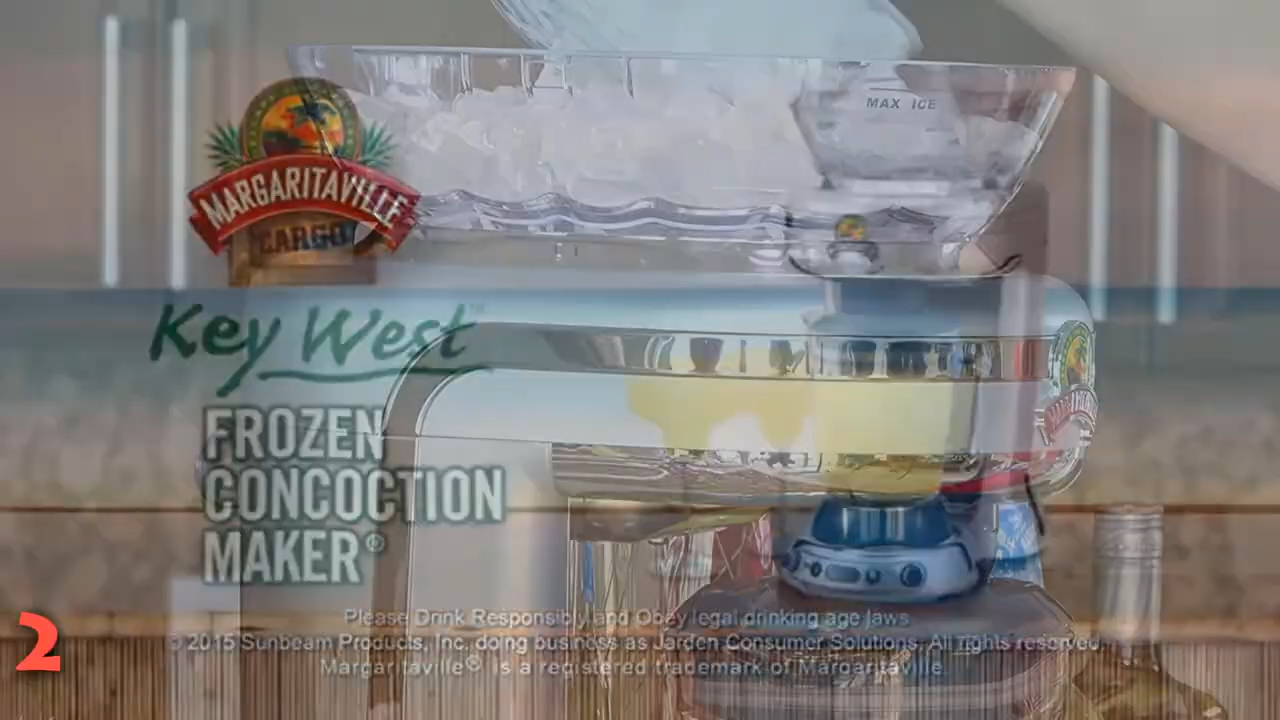 MAX ICE
MARGARITAVILLE
CARGO
Key West™
FROZEN
CONCOCTION
MAKER®
Please Drink Responsibly and Obey legal drinking age laws
© 2015 Sunbeam Products, Inc. doing business as Jarden Consumer Solutions. All rights reserved.
Margaritaville® is a registered trademark of Margaritaville
2